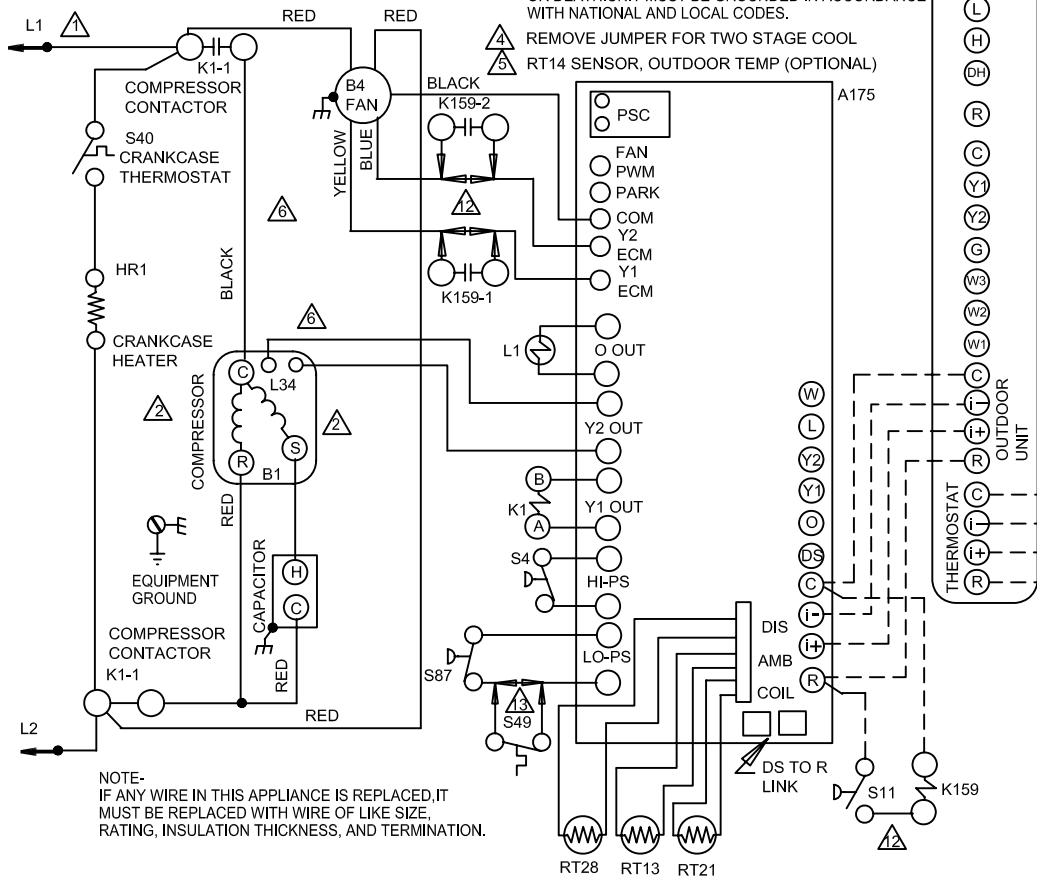 WITH NATIONAL AND LOCAL CODES.
4 REMOVE JUMPER FOR TWO STAGE COOL
5 RT14 SENSOR, OUTDOOR TEMP (OPTIONAL)
L1
1
RED
RED
K1-1
COMPRESSOR
CONTACTOR
B4
FAN
BLACK
K159-2
S40
CRANKCASE
THERMOSTAT
YELLOW
BLUE
12
6
K159-1
HR1
BLACK
CRANKCASE
HEATER
6
2
COMPRESSOR
C
L34
S
R
B1
2
RED
EQUIPMENT
GROUND
CAPACITOR
H
C
RED
COMPRESSOR
CONTACTOR
K1-1
RED
L2
NOTE-
IF ANY WIRE IN THIS APPLIANCE IS REPLACED,IT
MUST BE REPLACED WITH WIRE OF LIKE SIZE,
RATING, INSULATION THICKNESS, AND TERMINATION.
A175
PSC
FAN
PWM
PARK
COM
Y2
ECM
Y1
ECM
L1
O OUT
Y2 OUT
B
K1
A
Y1 OUT
S4
HI-PS
S87
LO-PS
13
S49
DIS
AMB
COIL
DS TO R
LINK
RT28
RT13
RT21
W
L
Y2
Y1
O
DS
C
i-
i+
R
S11
K159
12
L
H
DH
R
C
Y1
Y2
G
W3
W2
W1
C
i-
i+
R
OUTDOOR
UNIT
THERMOSTAT
C
i-
i+
R